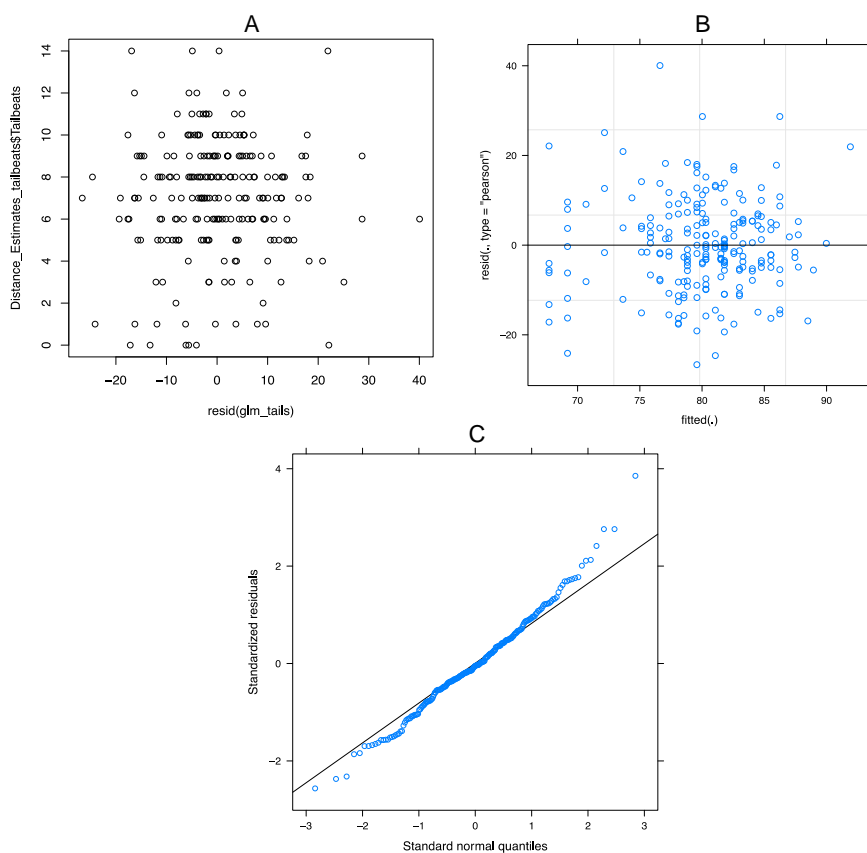 A
Distance_Estimates_tailbeats$Tailbeats
14
12
10
8
6
4
2
0
−20 −10 0 10 20 30 40
resid(glm_tails)
B
resid(., type = "pearson")
40
20
0
−20
70 75 80 85 90
fitted(.)
C
Standardized residuals
4
2
0
−2
−3 −2 −1 0 1 2 3
Standard normal quantiles